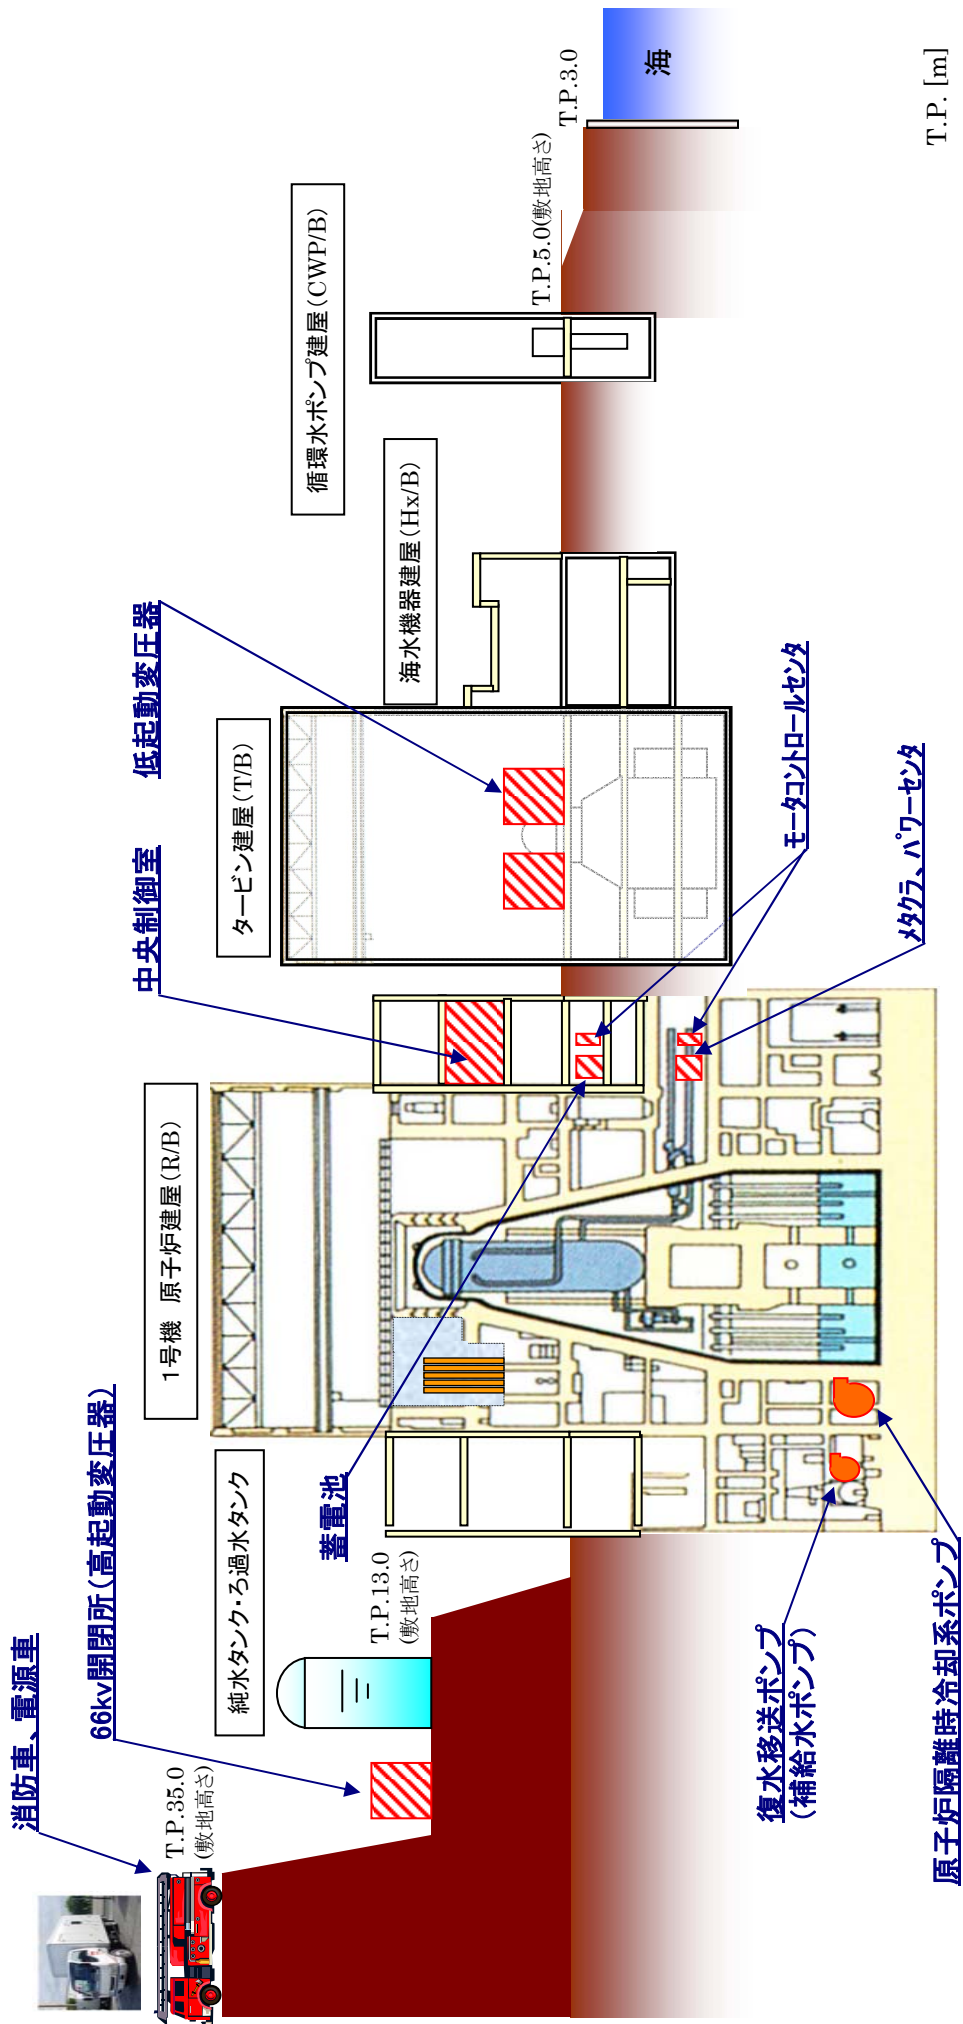 消防車、電源車
T.P.35.0
(敷地高さ)
66kv開閉所(高起動変圧器)
純水タンク・ろ過水タンク
T.P.13.0
(敷地高さ)
蓄電池
1号機 原子炉建屋(R/B)
中央制御室
タービン建屋(T/B)
低起動変圧器
海水機器建屋(Hx/B)
循環水ポンプ建屋(CWP/B)
T.P.5.0(敷地高さ)
T.P.3.0
海
復水移送ポンプ
(補給水ポンプ)
原子炉隔離時冷却系ポンプ
モータコントロールセンタ
メタクラ、パワーセンタ
T.P. [m]